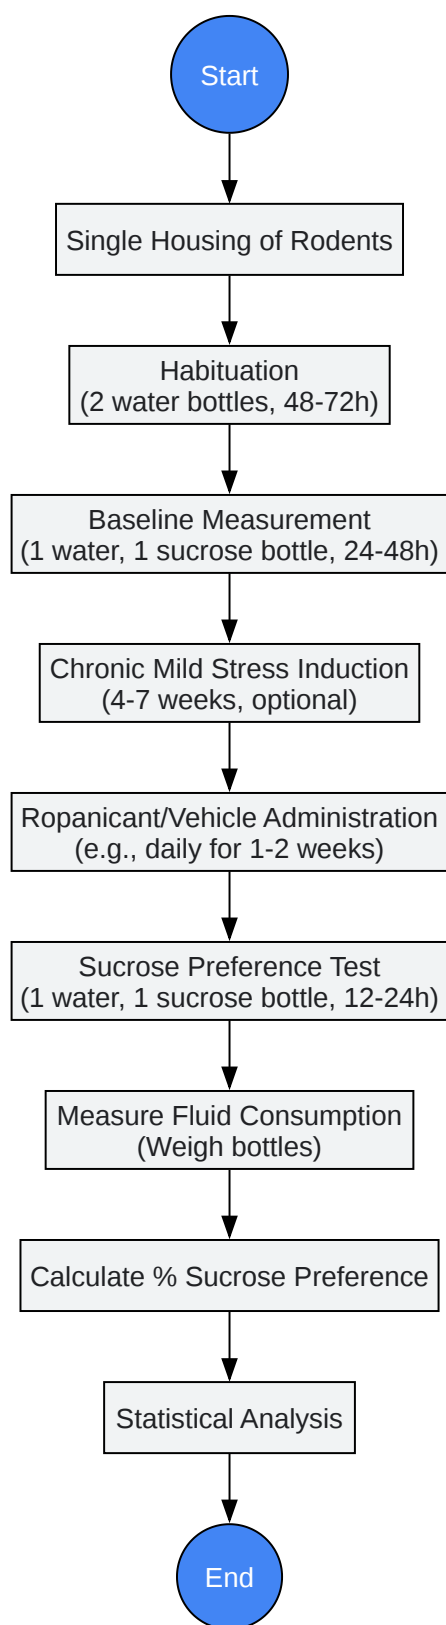 Start
Single Housing of Rodents
Habituation
(2 water bottles, 48-72h)
Baseline Measurement
(1 water, 1 sucrose bottle, 24-48h)
Chronic Mild Stress Induction
(4-7 weeks, optional)
Ropanicant/Vehicle Administration
(e.g., daily for 1-2 weeks)
Sucrose Preference Test
(1 water, 1 sucrose bottle, 12-24h)
Measure Fluid Consumption
(Weigh bottles)
Calculate % Sucrose Preference
Statistical Analysis
End